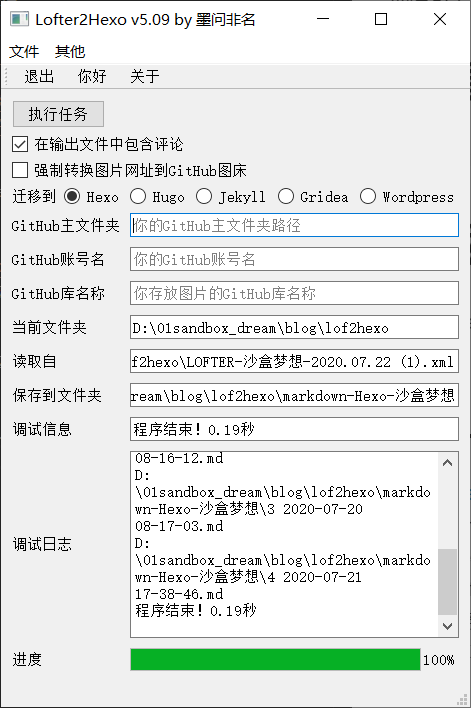 Lofter2Hexo v5.09 by 墨问非名
文件 其他
退出 你好 关于
执行任务
在输出文件中包含评论
强制转换图片网址到GitHub图床
迁移到 Hexo Hugo Jekyll Gridea Wordpress
GitHub主文件夹 你的GitHub主文件夹路径
GitHub账号名 你的GitHub账号名
GitHub库名称 你存放图片的GitHub库名称
当前文件夹 D:\01sandbox_dream\blog\lof2hexo
读取自 f2hexo\LOFTER-沙盒梦想-2020.07.22 (1).xml
保存到文件夹 ream\blog\lof2hexo\markdown-Hexo-沙盒梦想
调试信息 程序结束！0.19秒
调试日志
08-16-12.md
D:
\01sandbox_dream\blog\lof2hexo\markdo
wn-Hexo-沙盒梦想\3 2020-07-20
08-17-03.md
D:
\01sandbox_dream\blog\lof2hexo\markdo
wn-Hexo-沙盒梦想\4 2020-07-21
17-38-46.md
程序结束！0.19秒
进度 100%